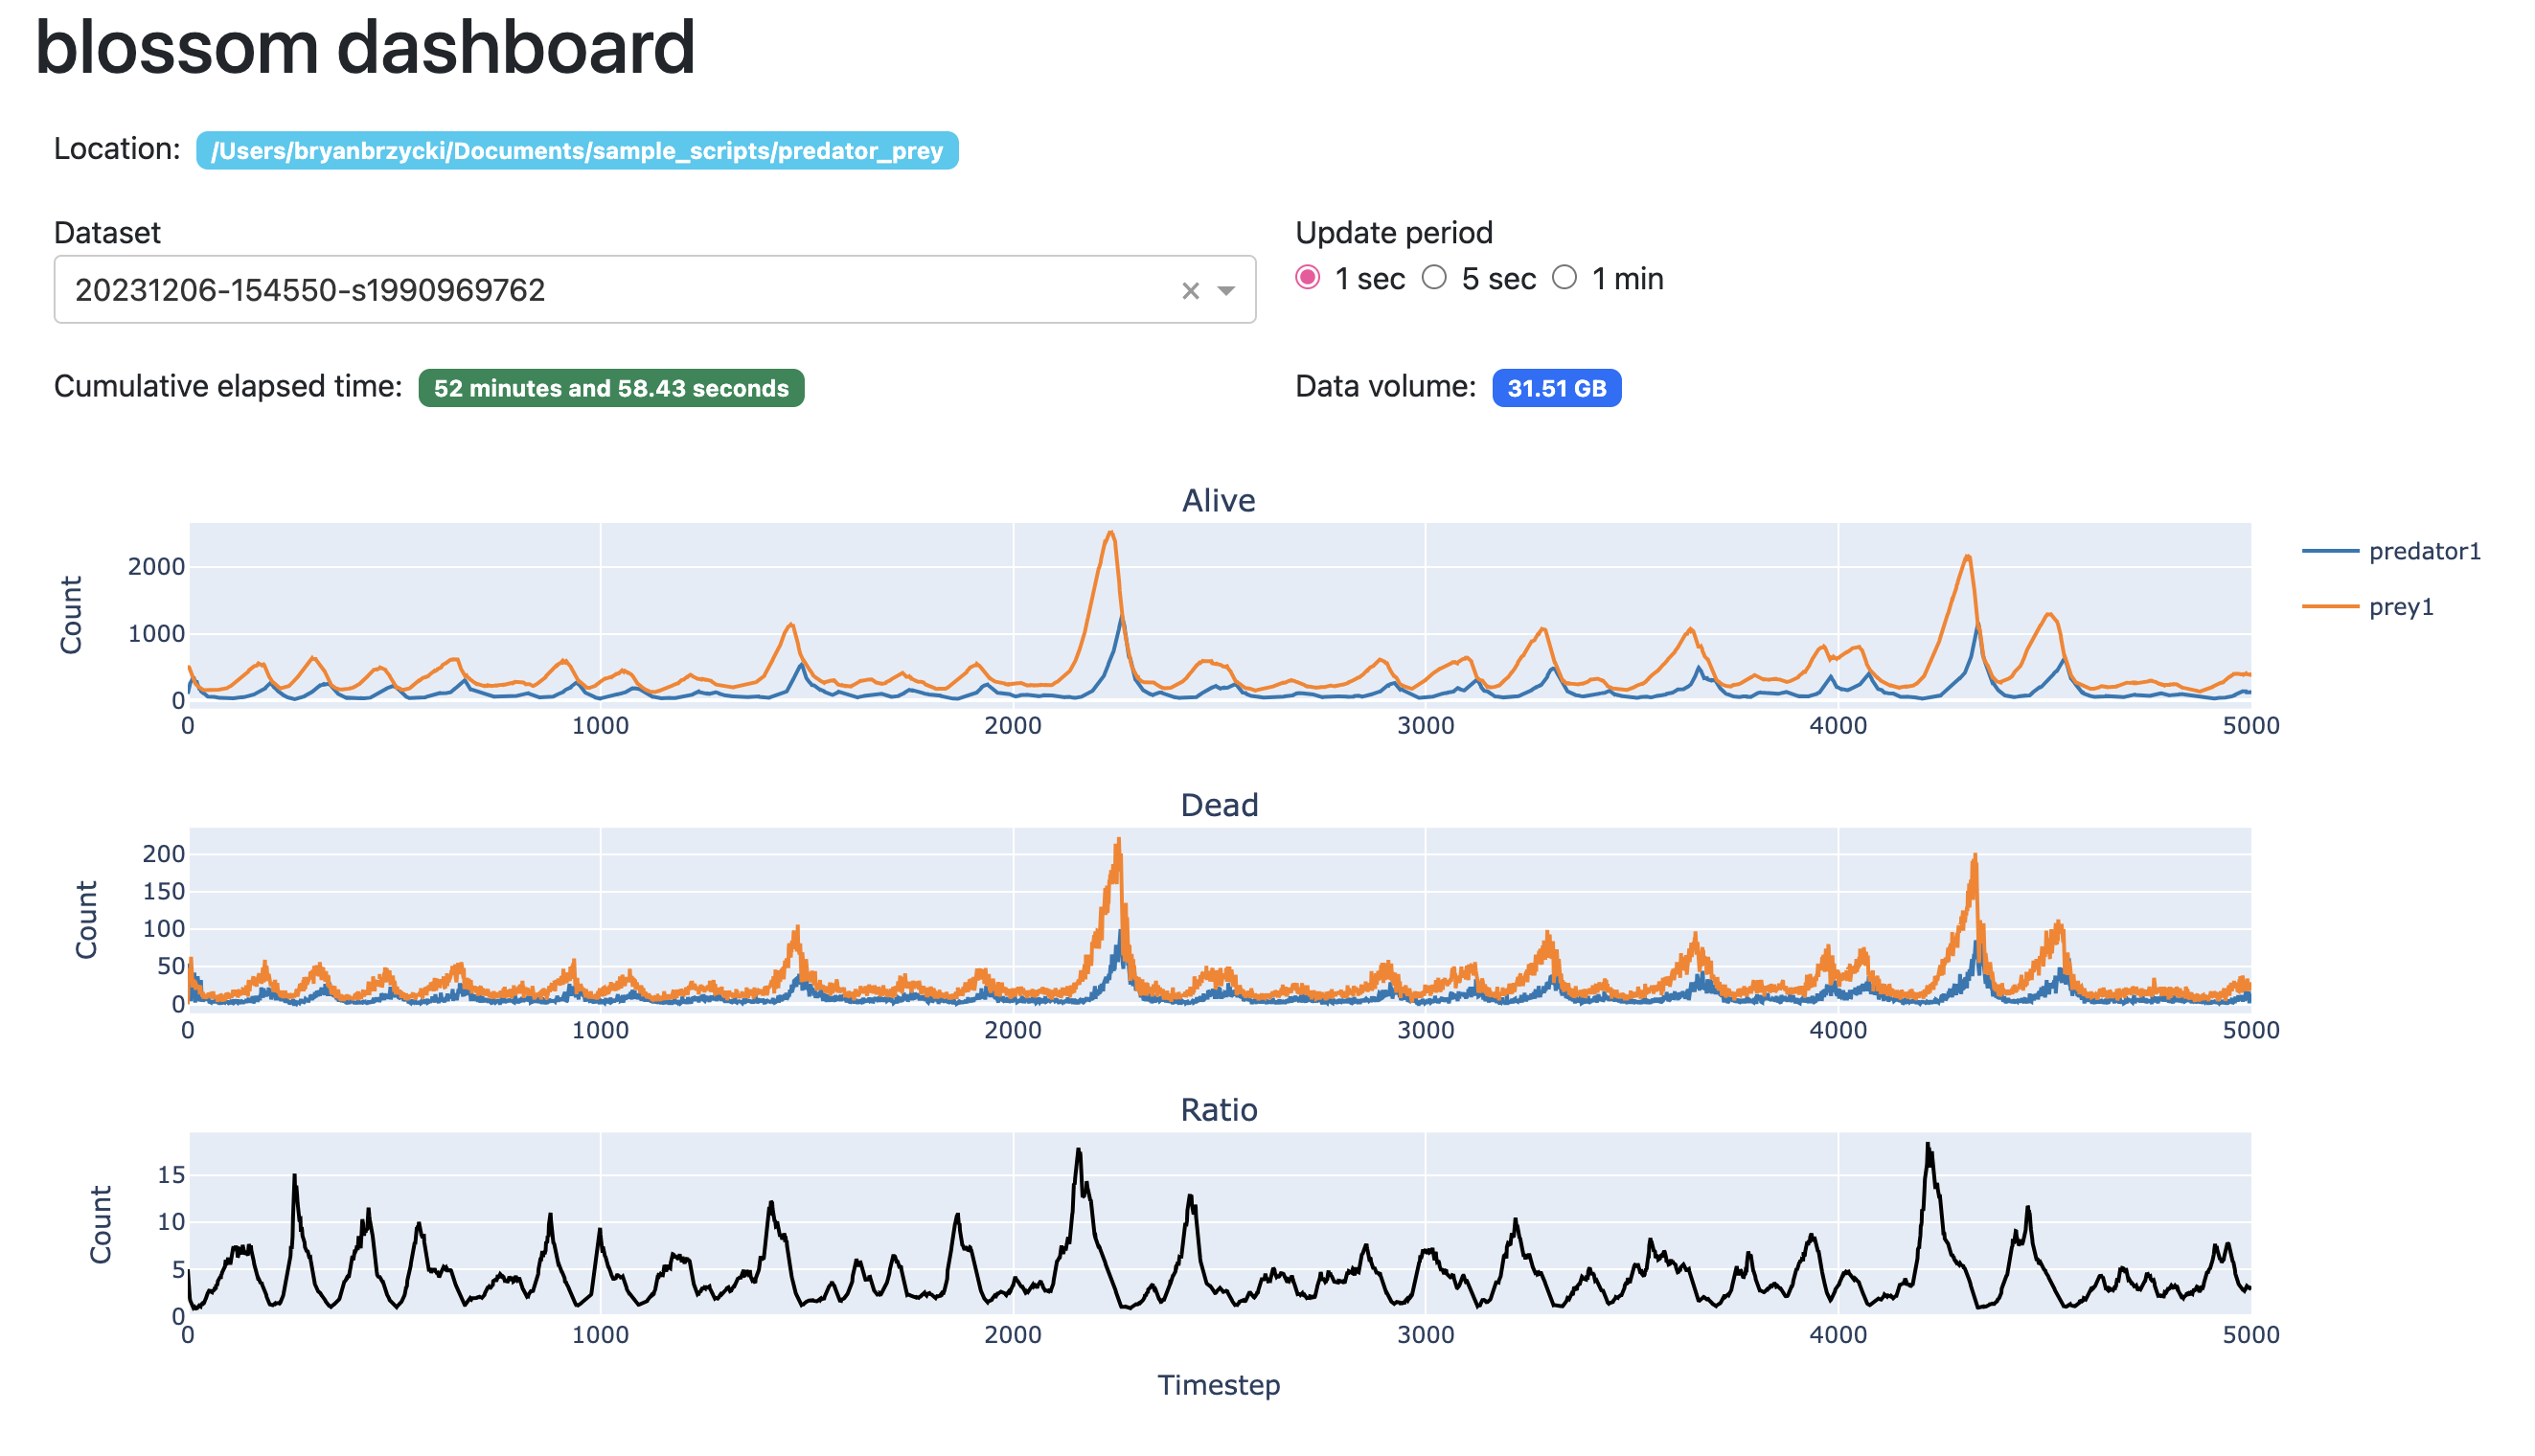 blossom dashboard
Location: /Users/bryanbrzycki/Documents/sample_scripts/predator_prey
Dataset
Update period
20231206-154550-s1990969762
1 sec 5 sec 1 min
Cumulative elapsed time: 52 minutes and 58.43 seconds
Data volume: 31.51 GB
Alive
Count
2000
1000
0
0 1000 2000 3000 4000 5000
predator1
prey1
Dead
Count
200
150
100
50
0
0 1000 2000 3000 4000 5000
Ratio
Count
15
10
5
0
0 1000 2000 3000 4000 5000
Timestep